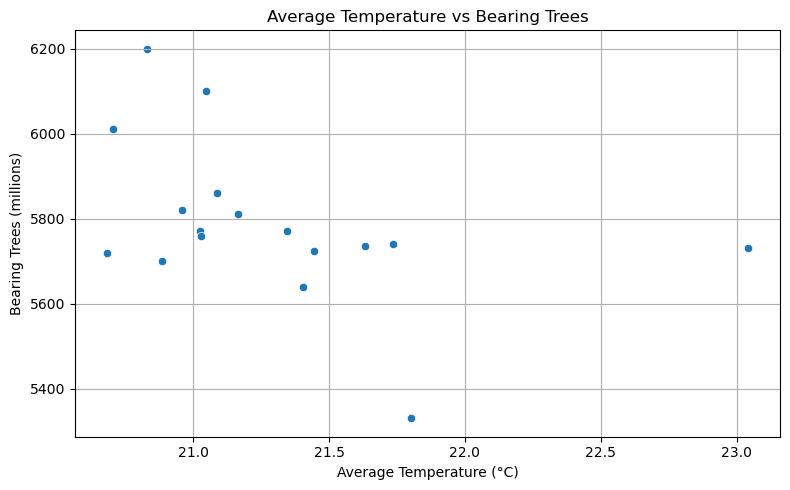 Average Temperature vs Bearing Trees
Bearing Trees (millions)
6200
6000
5800
5600
5400
21.0 21.5 22.0 22.5 23.0
Average Temperature (°C)